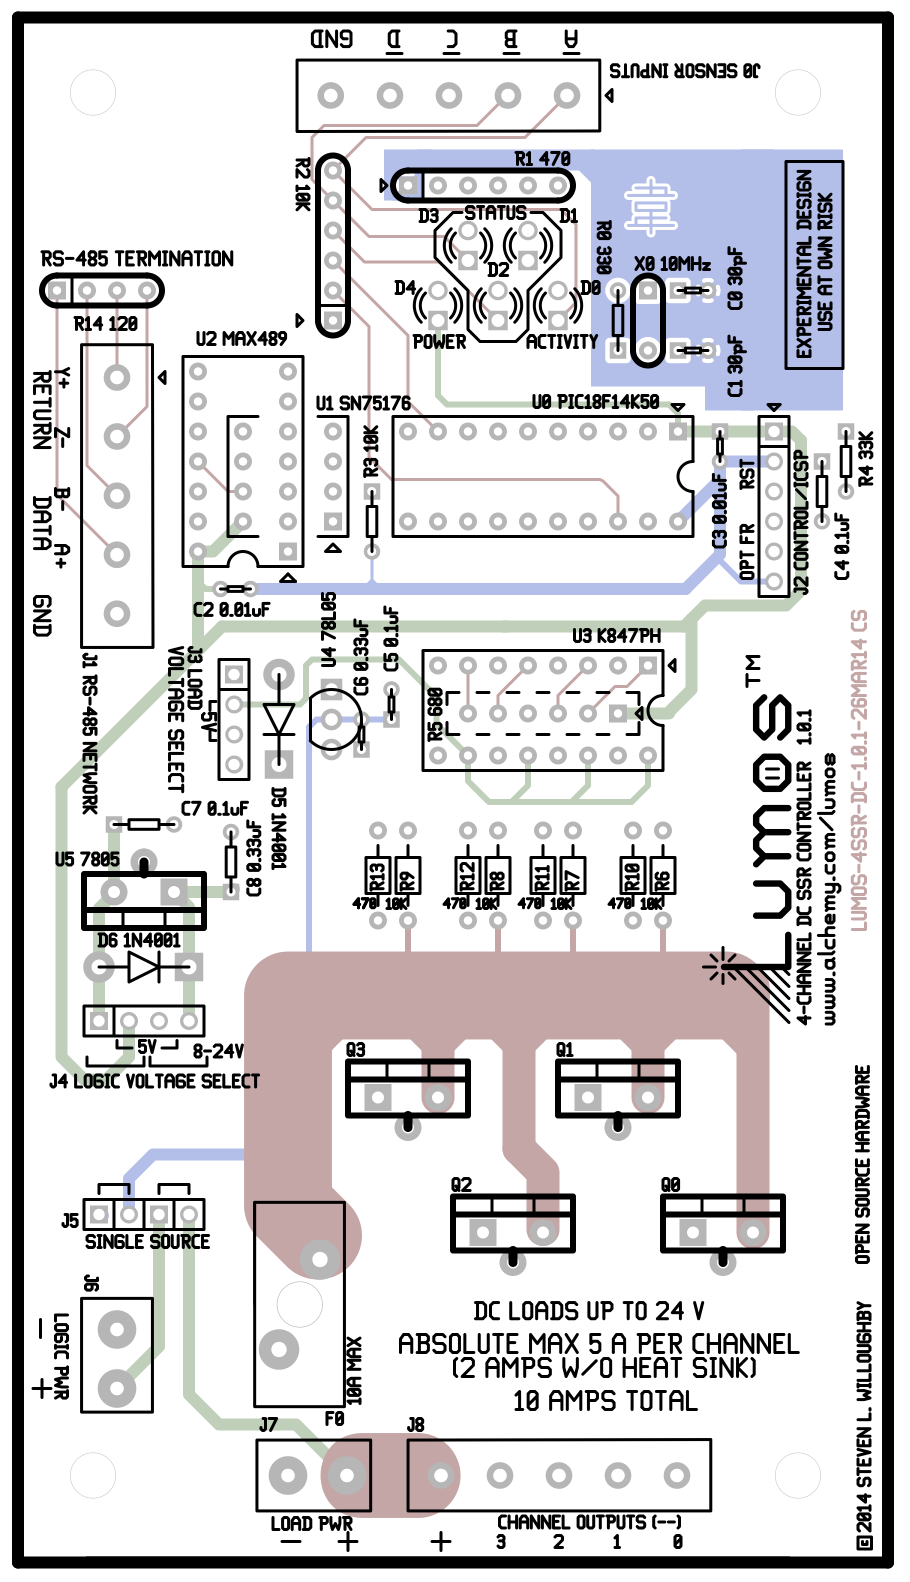 GND D C B A
J0 SENSOR INPUTS
R1 470
R2 10K
D3 STATUS D1
D2
D4 D0
POWER ACTIVITY
R0 330
X0 10MHz
C0 30pF
C1 30pF
EXPERIMENTAL DESIGN
USE AT OWN RISK
RS-485 TERMINATION
R14 120
U2 MAX489
U1 SN75176
R3 10K
U0 PIC18F14K50
Y+
Z-
RETURN
B-
A+
DATA
GND
C3 0.01uF
RST
OPT FR
J2 CONTROL/ICSP
R4 33K
C4 0.1uF
C2 0.01uF
J1 RS-485 NETWORK
J3 LOAD
VOLTAGE SELECT
5V
U4 78L05
C6 0.33uF
C5 0.1uF
U3 K847PH
R5 680
D5 1N4001
C7 0.1uF
U5 7805
C8 0.33uF
D6 1N4001
5V
8-24V
J4 LOGIC VOLTAGE SELECT
R13 R9 R12 R8 R11 R7 R10 R6
470 10K 470 10K 470 10K 470 10K
LUMOS TM
4-CHANNEL DC SSR CONTROLLER 1.0.1
www.alchemy.com/lumos
LUMOS-4SSR-DC-1.0.1-26MAR14 CS
Q3 Q1
Q2 Q0
J5
SINGLE SOURCE
J6
LOGIC PWR
- +
10A MAX
F0
DC LOADS UP TO 24 V
ABSOLUTE MAX 5 A PER CHANNEL
(2 AMPS W/O HEAT SINK)
10 AMPS TOTAL
OPEN SOURCE HARDWARE
©2014 STEVEN L. WILLOUGHBY
J7 J8
LOAD PWR
CHANNEL OUTPUTS (--)
- + + 3 2 1 0